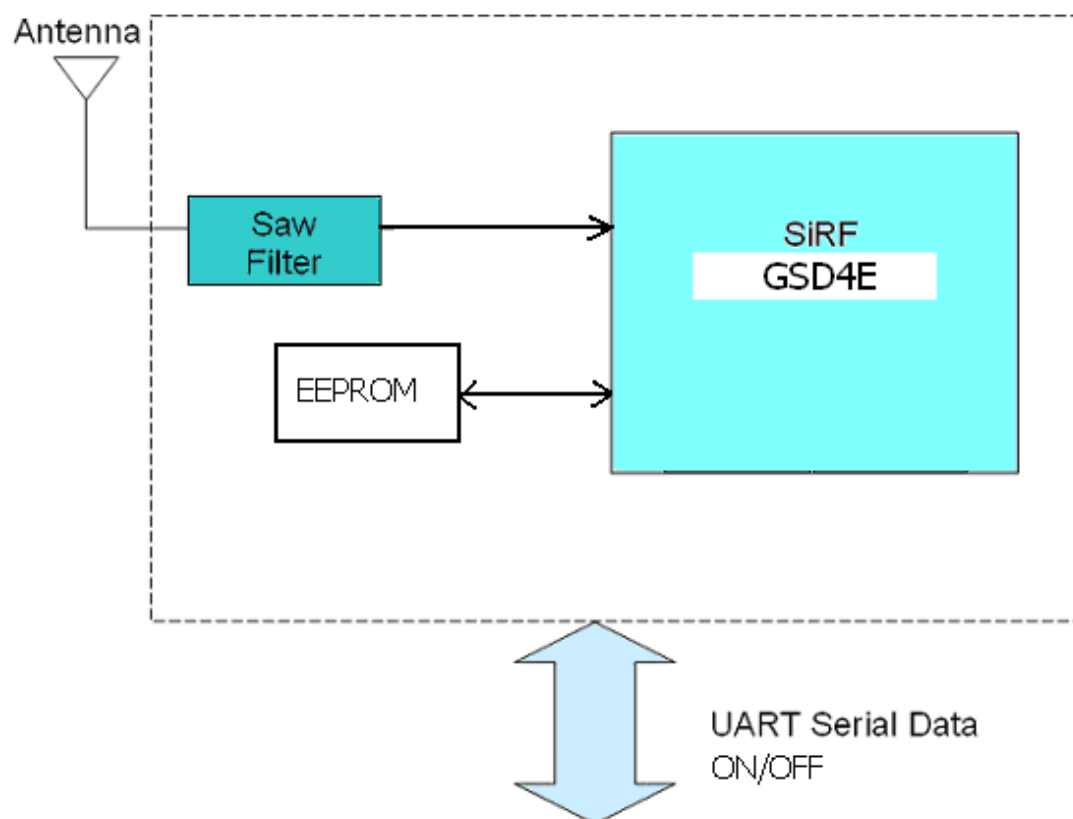 Antenna
Saw
Filter
SiRF
GSD4E
EEPROM
UART Serial Data
ON/OFF